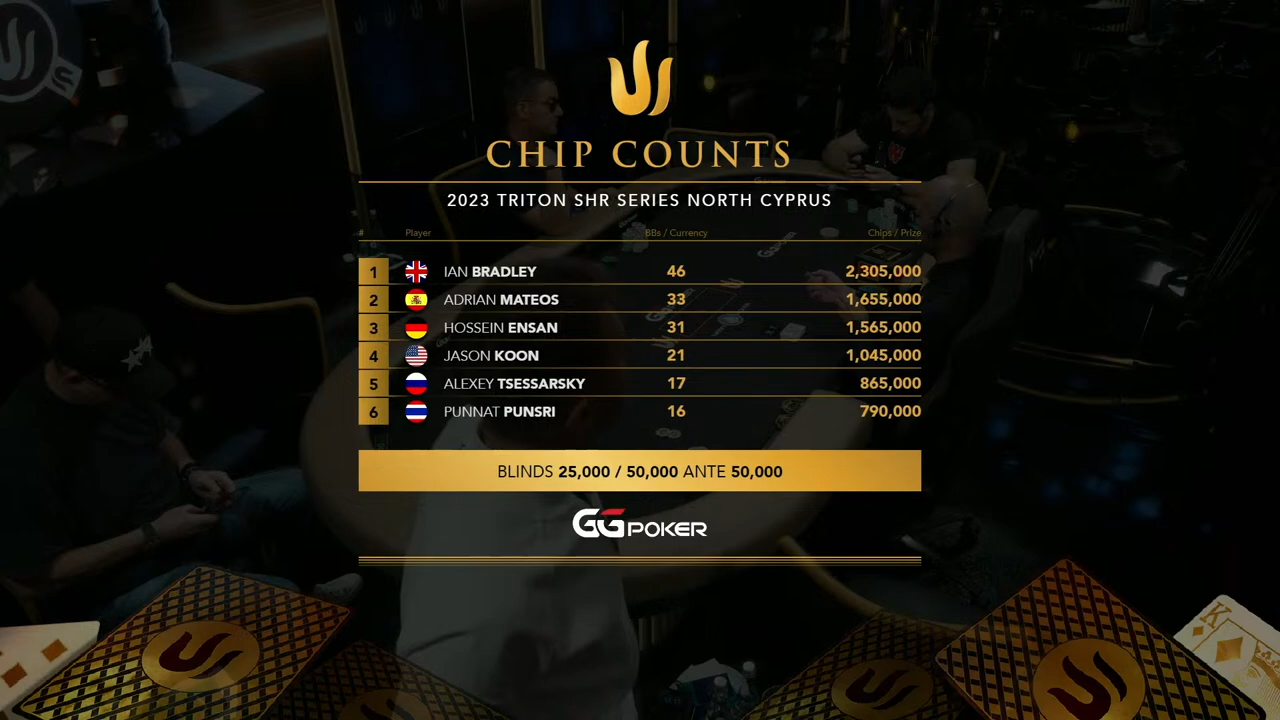 CHIP COUNTS
2023 TRITON SHR SERIES NORTH CYPRUS
# Player BBs / Currency Chips / Prize
1 IAN BRADLEY 46 2,305,000
2 ADRIAN MATEOS 33 1,655,000
3 HOSSEIN ENSAN 31 1,565,000
4 JASON KOON 21 1,045,000
5 ALEXEY TSESSARSKY 17 865,000
6 PUNNAT PUNSRI 16 790,000
BLINDS 25,000 / 50,000 ANTE 50,000
GGPOKER
K